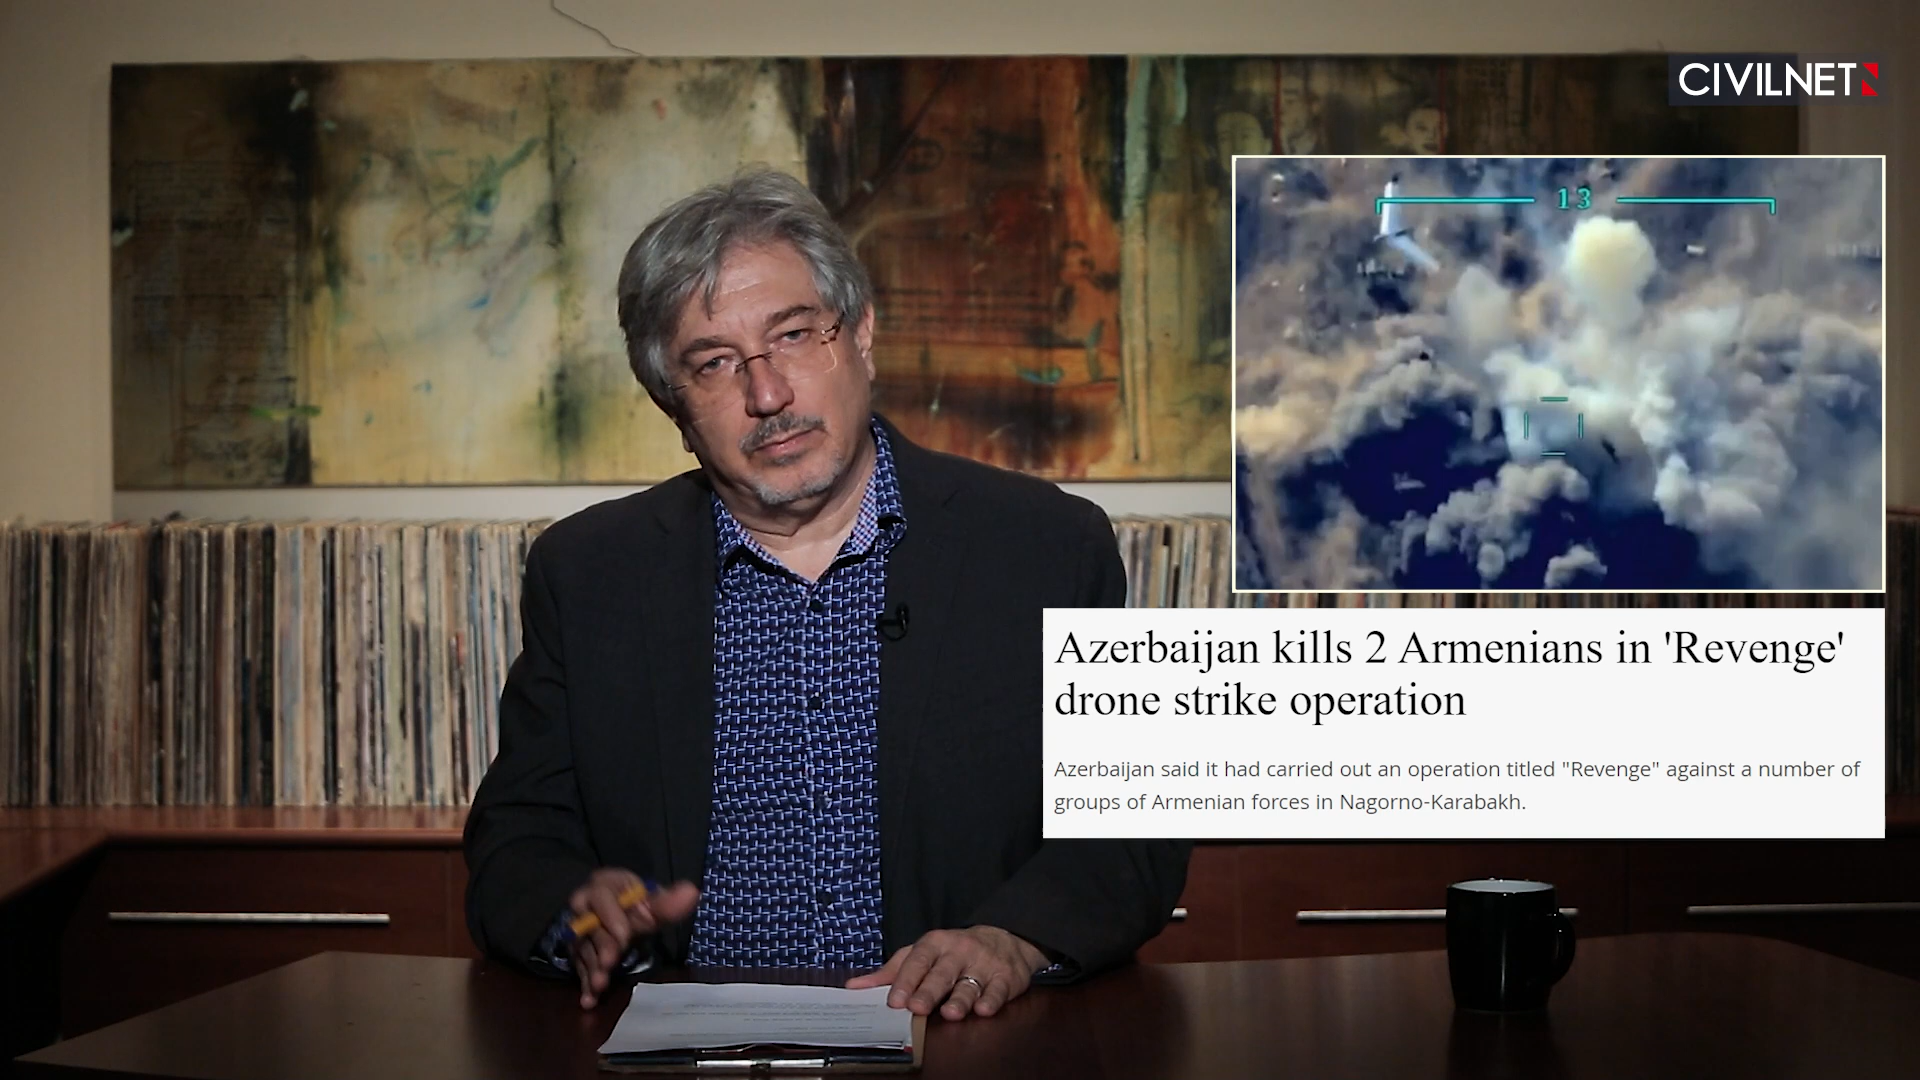 CIVILNET
13
Azerbaijan kills 2 Armenians in 'Revenge'
drone strike operation
Azerbaijan said it had carried out an operation titled "Revenge" against a number of
groups of Armenian forces in Nagorno-Karabakh.